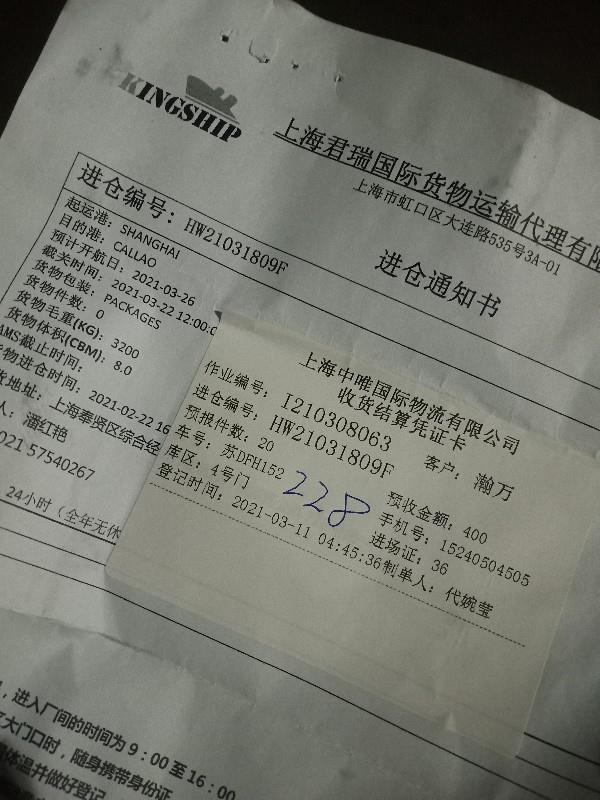 KINGSHIP
上海君瑞国际货物运输代理有限
上海市虹口区大连路535号3A-01
进仓通知书
进仓编号: HW21031809F
起运港: SHANGHAI
目的港: CALLAO
预计开航日: 2021-03-26
截关时间: 2021-03-22 12:00:0
货物包装: PACKAGES
货物件数: 0
货物毛重(KG): 3200
货物体积(CBM): 8.0
AMS截止时间:
货物进仓时间: 2021-02-22 16
货地址: 上海奉贤区综合经
人: 潘红艳
021 57540267
24小时（全年无休
上海中唯国际物流有限公司
收货结算凭证卡
作业编号: I210308063
客户: 瀚万
进仓编号: HW21031809F
预报件数: 20
预收金额: 400
车号: 苏DFH152
手机号: 15240504505
库区: 4号门
228
进场证: 36
登记时间: 2021-03-11 04:45:36
制单人: 代婉莹
, 进入厂间的时间为 9：00 至 16：00
大门口时, 随身携带身份证
体温并做好登记